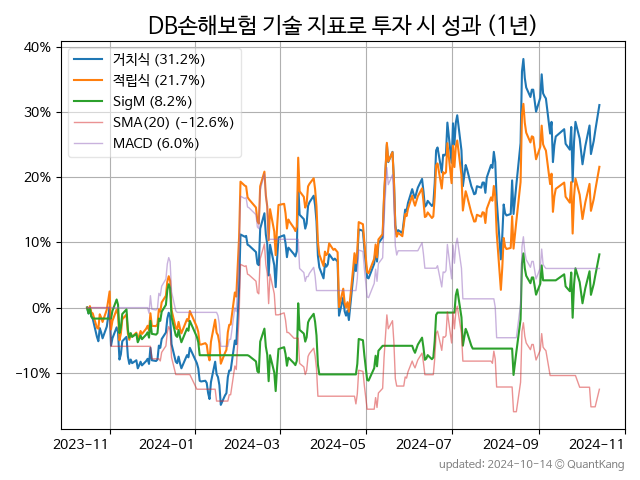 DB손해보험 기술 지표로 투자 시 성과 (1년)
거치식 (31.2%)
적립식 (21.7%)
SigM (8.2%)
SMA(20) (−12.6%)
MACD (6.0%)
40%
30%
20%
10%
0%
−10%
2023-11
2024-01
2024-03
2024-05
2024-07
2024-09
2024-11
updated: 2024-10-14 © QuantKang